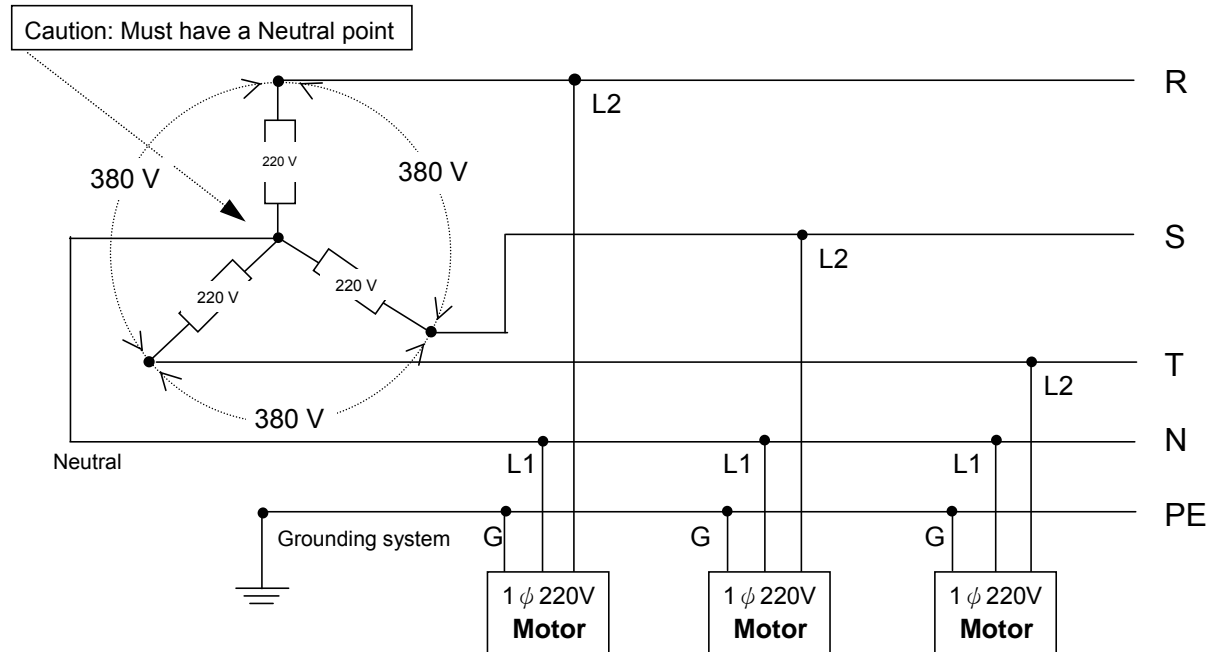 Caution: Must have a Neutral point
R
L2
220 V
380 V
380 V
S
L2
220 V
220 V
T
L2
380 V
N
Neutral
L1
L1
L1
PE
Grounding system
G
G
G
1 ϕ 220V
Motor
1 ϕ 220V
Motor
1 ϕ 220V
Motor